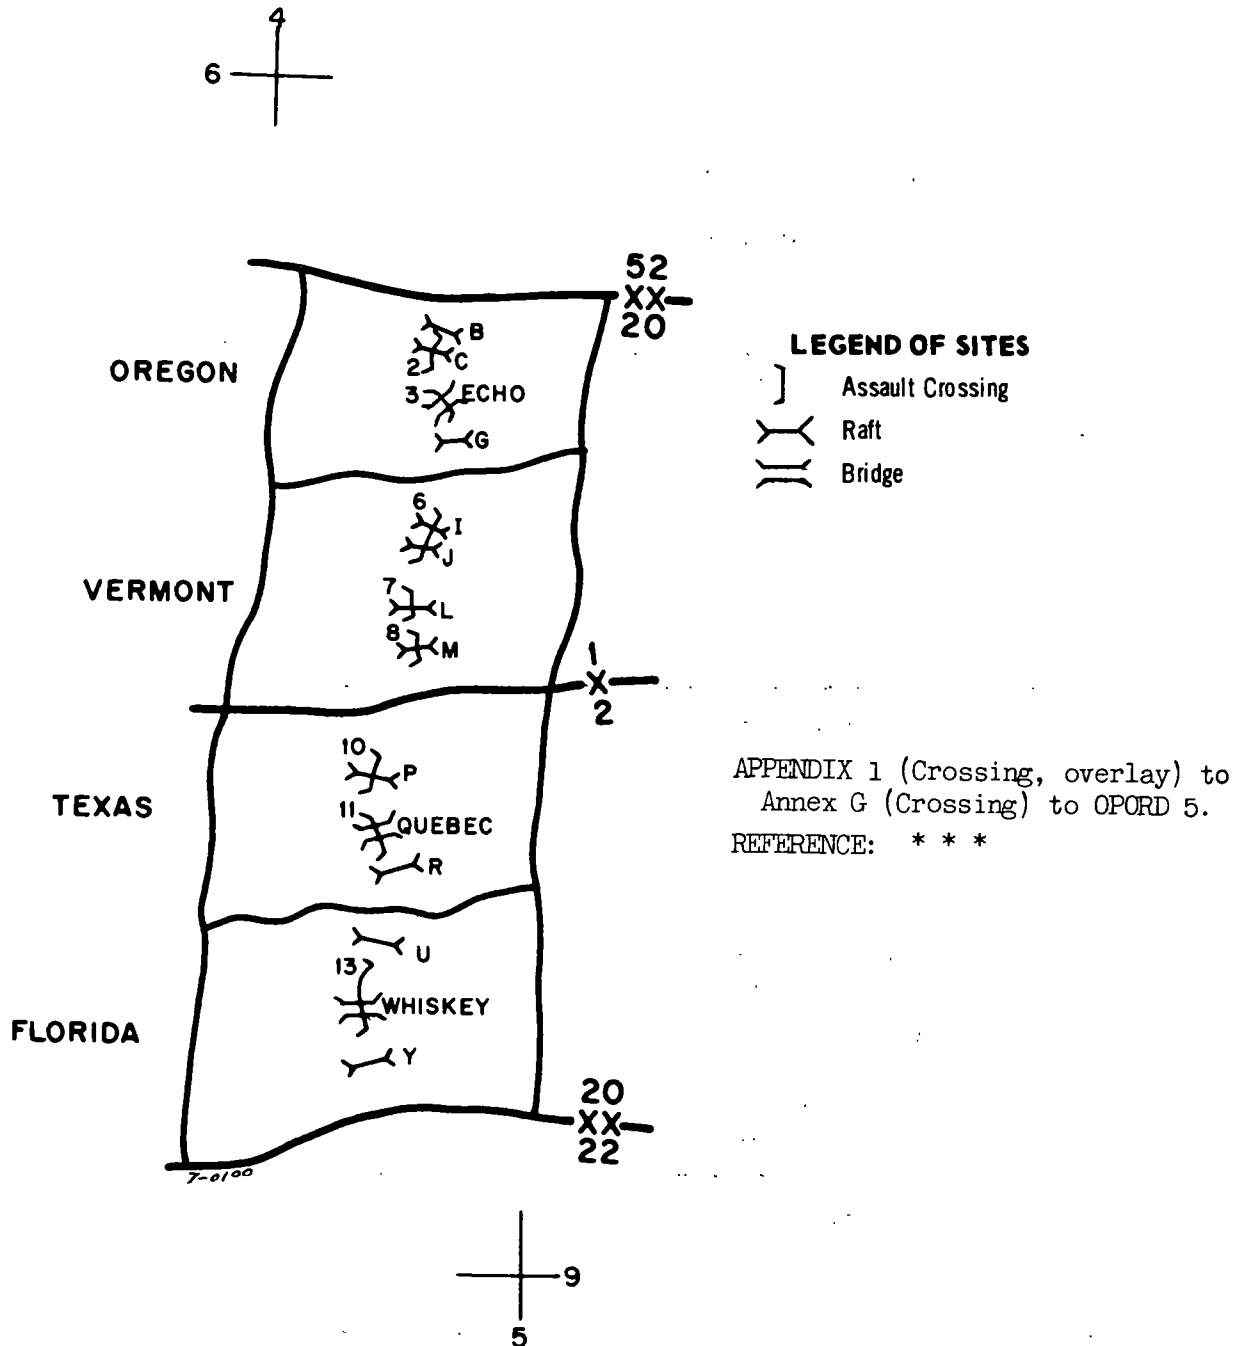 4
6
52
XX
20
OREGON
B
2
C
3
ECHO
G
LEGEND OF SITES
Assault Crossing
Raft
Bridge
VERMONT
6
I
J
7
L
8
M
1
X
2
TEXAS
10
P
11
QUEBEC
R
APPENDIX 1 (Crossing, overlay) to
Annex G (Crossing) to OPORD 5.
REFERENCE: * * *
FLORIDA
U
13
WHISKEY
Y
20
XX
22
7-0100
9
5